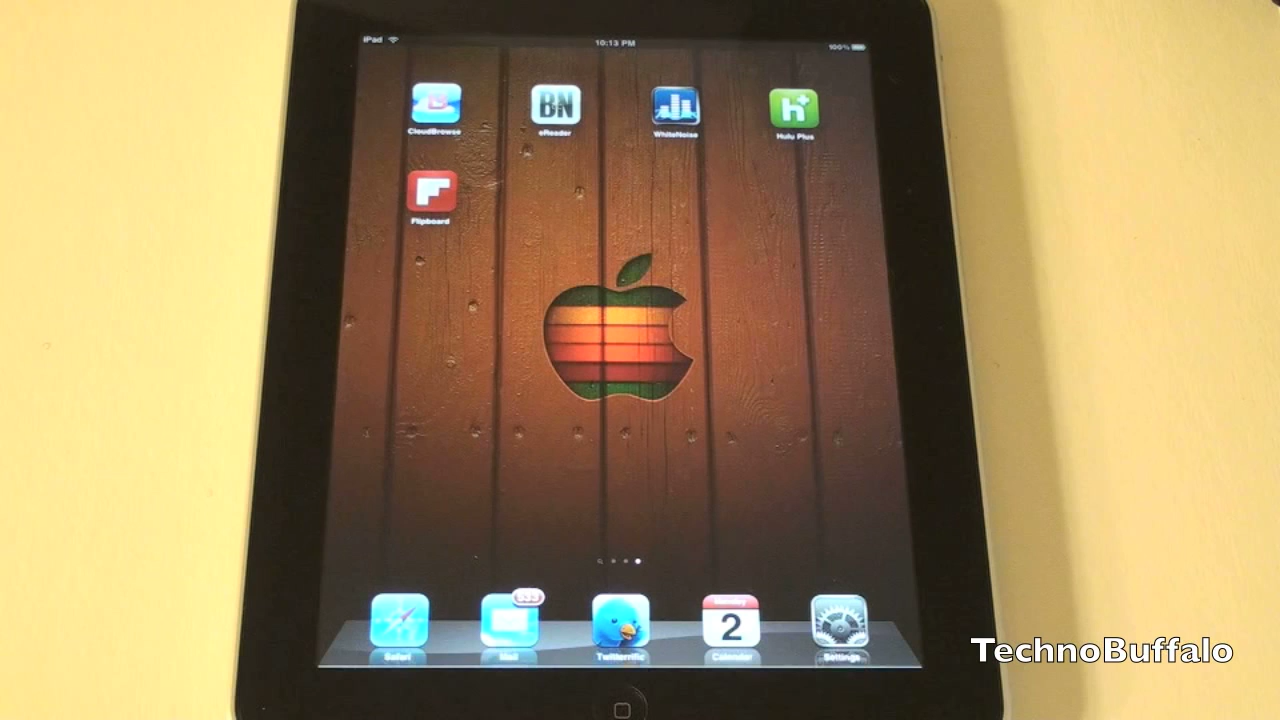 iPad 10:13 PM 100%
CloudBrowse eReader WhiteNoise Hulu Plus
BN
h+
Flipboard
533
2
Safari Mail Twitterrific Calendar Settings
TechnoBuffalo